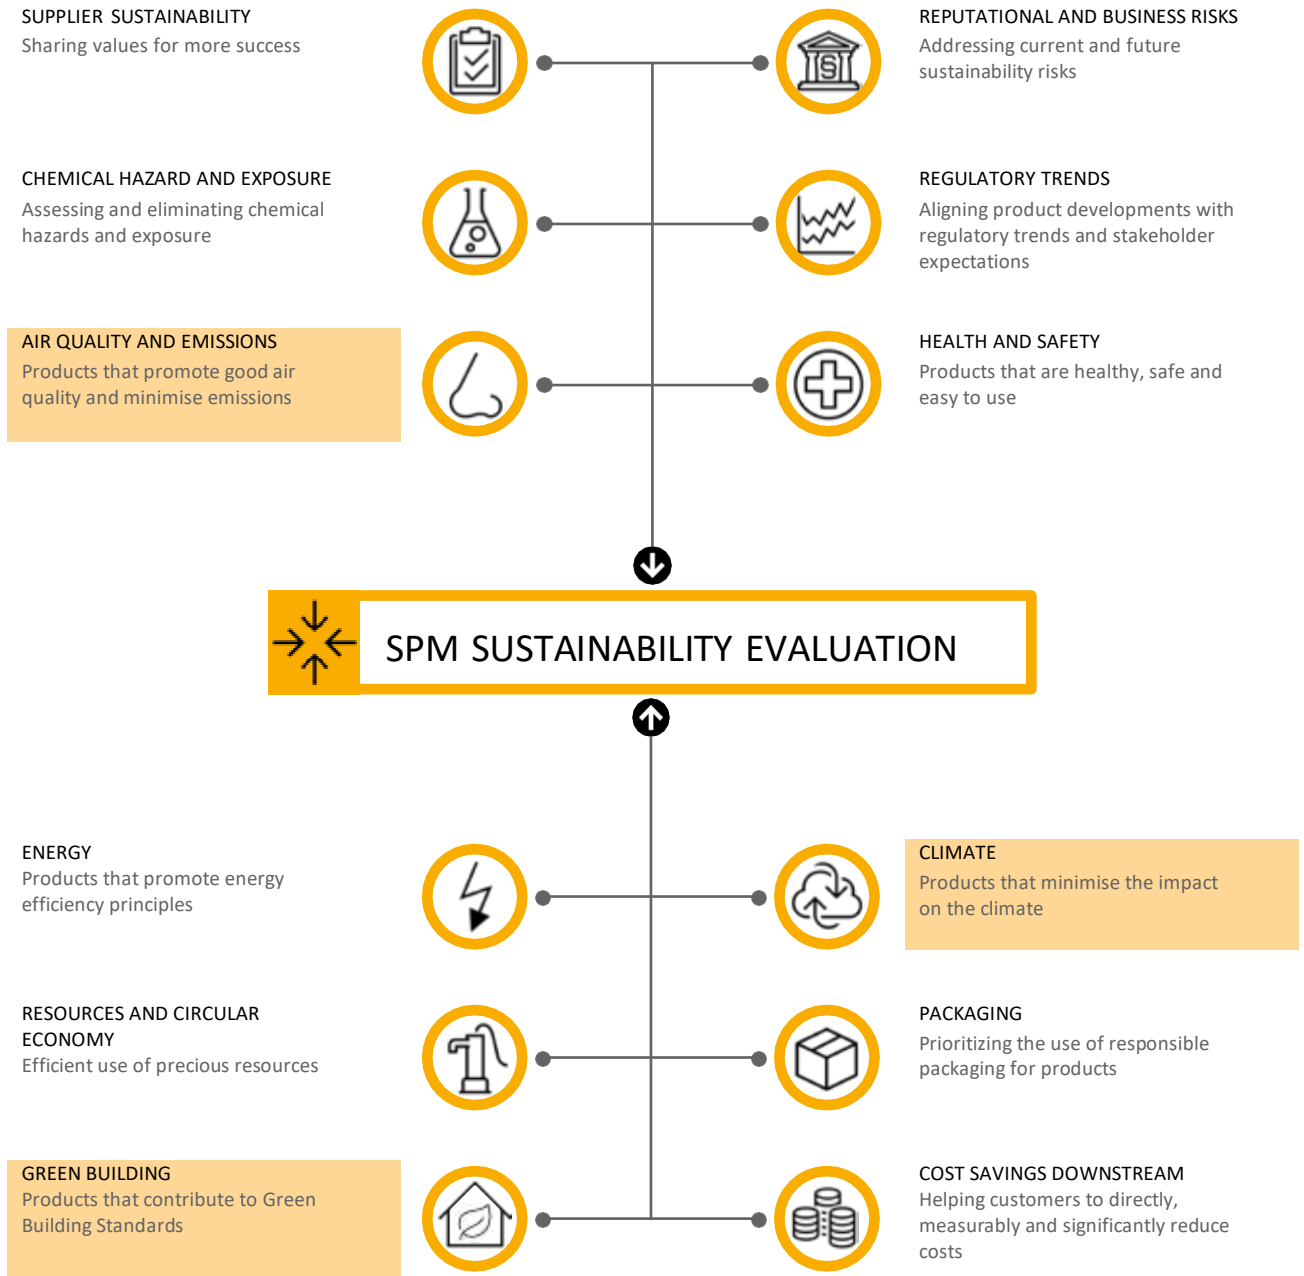 SUPPLIER SUSTAINABILITY
Sharing values for more success
REPUTATIONAL AND BUSINESS RISKS
Addressing current and future
sustainability risks
CHEMICAL HAZARD AND EXPOSURE
Assessing and eliminating chemical
hazards and exposure
REGULATORY TRENDS
Aligning product developments with
regulatory trends and stakeholder
expectations
AIR QUALITY AND EMISSIONS
Products that promote good air
quality and minimise emissions
HEALTH AND SAFETY
Products that are healthy, safe and
easy to use
SPM SUSTAINABILITY EVALUATION
ENERGY
Products that promote energy
efficiency principles
CLIMATE
Products that minimise the impact
on the climate
RESOURCES AND CIRCULAR
ECONOMY
Efficient use of precious resources
PACKAGING
Prioritizing the use of responsible
packaging for products
GREEN BUILDING
Products that contribute to Green
Building Standards
COST SAVINGS DOWNSTREAM
Helping customers to directly,
measurably and significantly reduce
costs